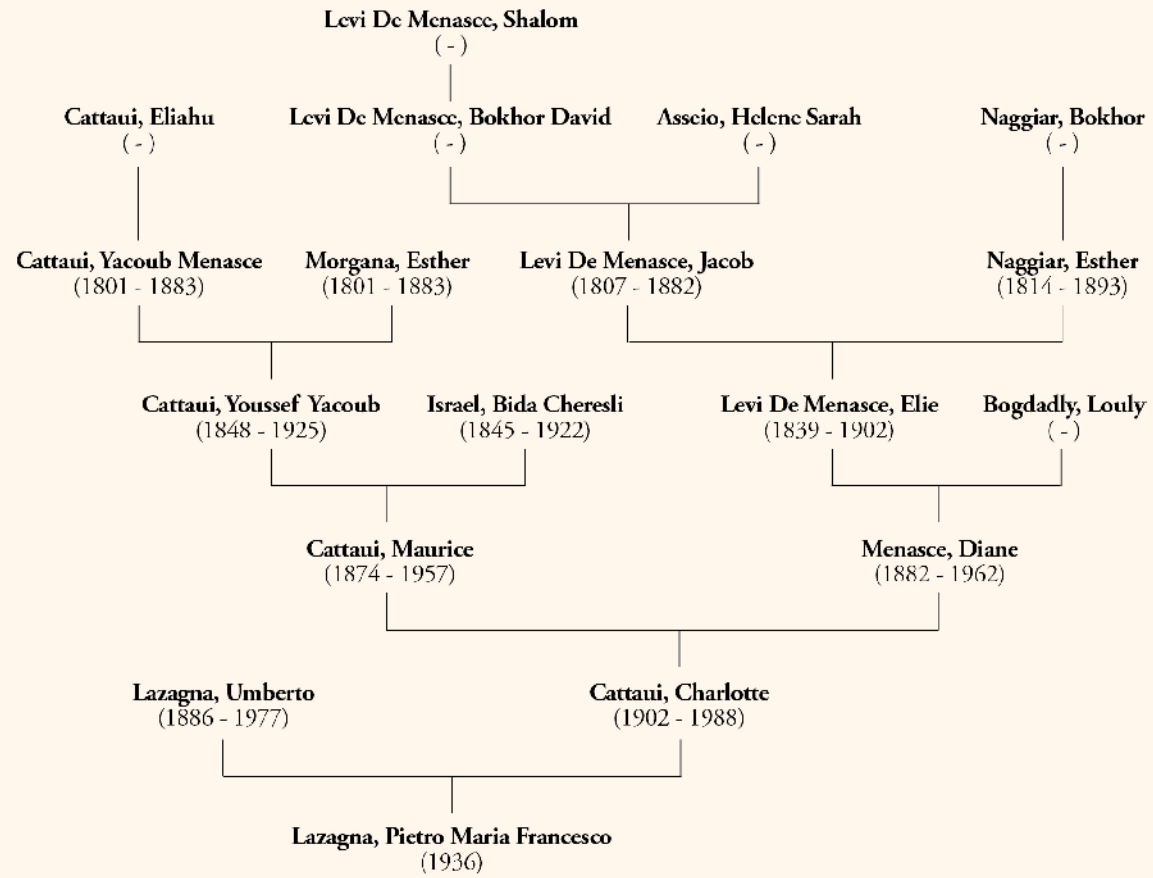 Levi De Menasce, Shalom
( - )
Cattaui, Eliahu
( - )
Levi De Menasce, Bokhor David
( - )
Asseio, Helene Sarah
( - )
Naggiar, Bokhor
( - )
Cattaui, Yacoub Menasce
(1801 - 1883)
Morgana, Esther
(1801 - 1883)
Levi De Menasce, Jacob
(1807 - 1882)
Naggiar, Esther
(1814 - 1893)
Cattaui, Youssef Yacoub
(1848 - 1925)
Israel, Bida Cheresli
(1845 - 1922)
Levi De Menasce, Elie
(1839 - 1902)
Bogdadly, Louly
( - )
Cattaui, Maurice
(1874 - 1957)
Menasce, Diane
(1882 - 1962)
Lazagna, Umberto
(1886 - 1977)
Cattaui, Charlotte
(1902 - 1988)
Lazagna, Pietro Maria Francesco
(1936)